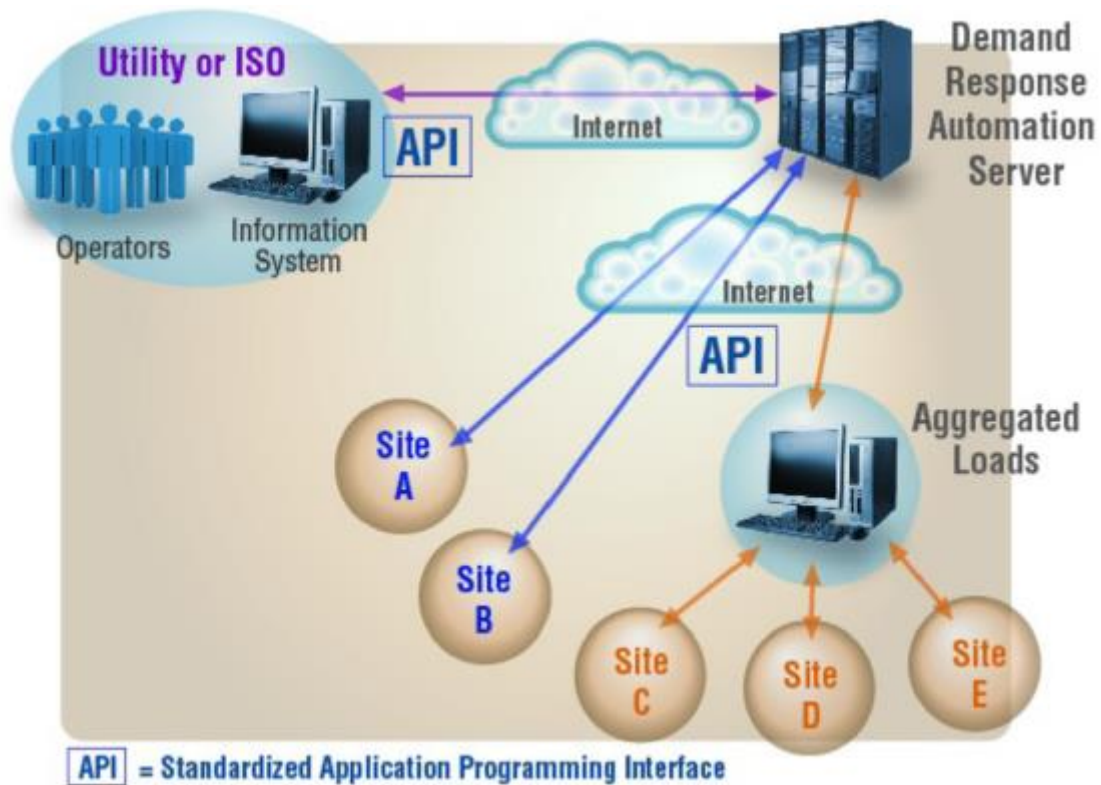 Utility or ISO
Operators
Information
System
API
Internet
Demand
Response
Automation
Server
Internet
API
Site
A
Site
B
Aggregated
Loads
Site
C
Site
D
Site
E
API = Standardized Application Programming Interface